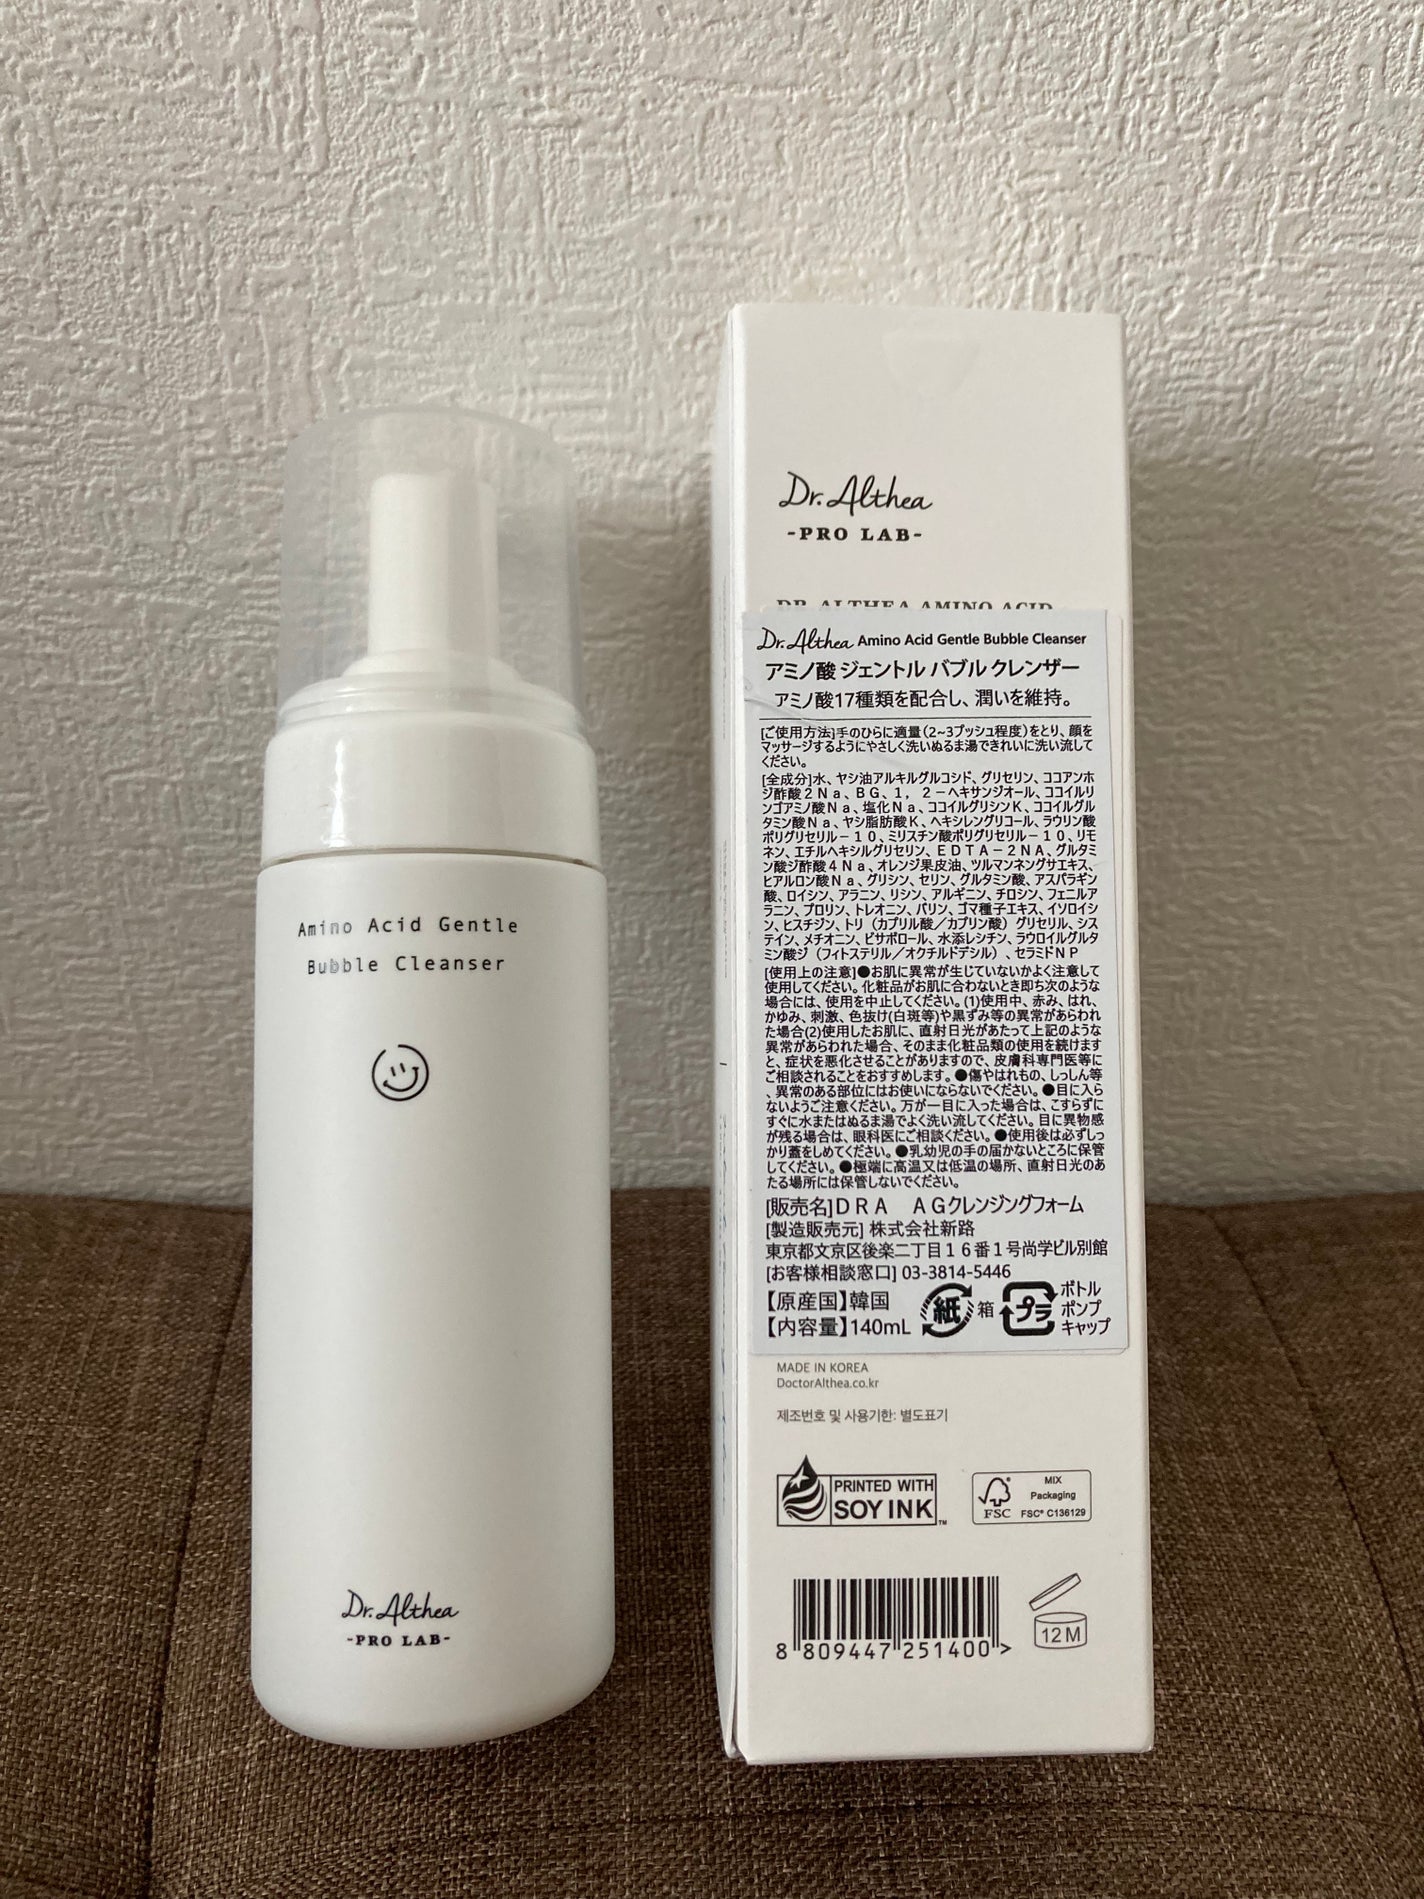 Amino Acid Gentle
Bubble Cleanser
Dr. Althea
-PRO LAB-
Dr. Althea
-PRO LAB-
DR. ALTHEA AMINO ACID
Dr. Althea Amino Acid Gentle Bubble Cleanser
アミノ酸 ジェントル バブル クレンザー
アミノ酸17種類を配合し、潤いを維持。
[ご使用方法]手のひらに適量(2~3プッシュ程度)をとり、顔を
マッサージするようにやさしく洗いぬるま湯できれいに洗い流して
ください。
[全成分]水、ヤシ油アルキルグルコシド、グリセリン、ココアンホ
ジ酢酸２Ｎａ、ＢＧ、１，２－ヘキサンジオール、ココイルリ
ンゴアミノ酸Ｎａ、塩化Ｎａ、ココイルグリシンＫ、ココイルグル
タミン酸Ｎａ、ヤシ脂肪酸Ｋ、ヘキシレングリコール、ラウリン酸
ポリグリセリル－１０、ミリスチン酸ポリグリセリル－１０、リモ
ネン、エチルヘキシルグリセリン、ＥＤＴＡ－２ＮＡ、グルタミ
ン酸ジ酢酸４Ｎａ、オレンジ果皮油、ツルマンネングサエキス、
ヒアルロン酸Ｎａ、グリシン、セリン、グルタミン酸、アスパラギン
酸、ロイシン、アラニン、リシン、アルギニン、チロシン、フェニルア
ラニン、プロリン、トレオニン、バリン、ゴマ種子エキス、イソロイシ
ン、ヒスチジン、トリ（カプリル酸／カプリン酸）グリセリル、シス
テイン、メチオニン、ビサボロール、水添レシチン、ラウロイルグルタ
ミン酸ジ（フィトステリル／オクチルドデシル）、セラミドＮＰ
[使用上の注意]●お肌に異常が生じていないかよく注意して
使用してください。化粧品がお肌に合わないとき即ち次のような
場合には、使用を中止してください。(1)使用中、赤み、はれ、
かゆみ、刺激、色抜け(白斑等)や黒ずみ等の異常があらわれ
た場合(2)使用したお肌に、直射日光があたって上記のような
異常があらわれた場合、そのまま化粧品類の使用を続けます
と、症状を悪化させることがありますので、皮膚科専門医等に
ご相談されることをおすすめします。●傷やはれもの、しっしん等
、異常のある部位にはお使いにならないでください。●目に入ら
ないようご注意ください。万が一目に入った場合は、こすらずに
すぐに水またはぬるま湯でよく洗い流してください。目に異物感
が残る場合は、眼科医にご相談ください。●使用後は必ずしっ
かり蓋をしめてください。●乳幼児の手の届かないところに保管
してください。●極端に高温又は低温の場所、直射日光のあ
たる場所には保管しないでください。
[販売名]ＤＲＡ　ＡＧクレンジングフォーム
[製造販売元] 株式会社新路
東京都文京区後楽二丁目１６番１号尚学ビル別館
[お客様相談窓口] 03-3814-5446
【原産国】韓国
【内容量】140mL
紙 箱
プラ
ボトル
ポンプ
キャップ
MADE IN KOREA
DoctorAlthea.co.kr
제조번호 및 사용기한: 별도표기
PRINTED WITH
SOY INK™
FSC
MIX
Packaging
FSC® C136129
8 809447 251400 >
12 M